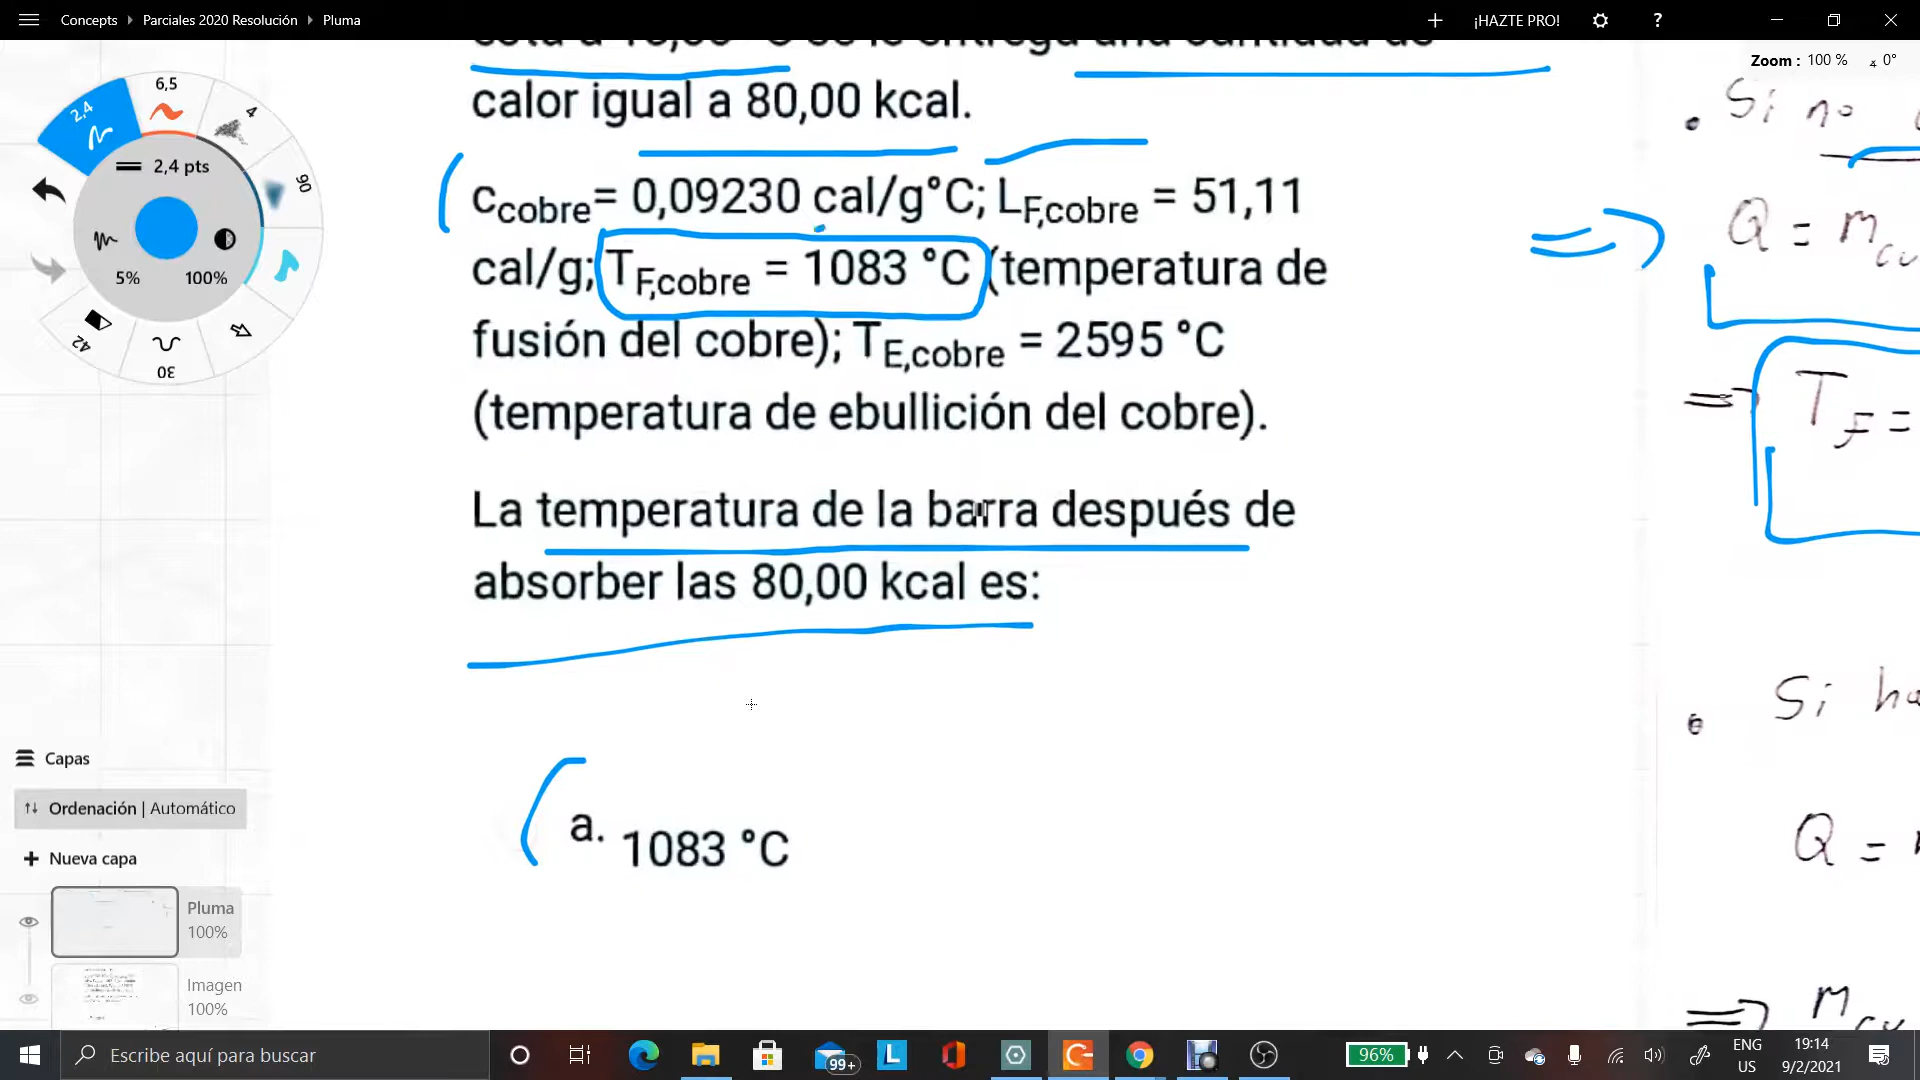 Concepts › Parciales 2020 Resolución › Pluma
¡HAZTE PRO!
?
Zoom : 100 % 0°
calor igual a 80,00 kcal.
c_cobre= 0,09230 cal/g°C; L_F,cobre = 51,11
cal/g; T_F,cobre = 1083 °C (temperatura de
fusión del cobre); T_E,cobre = 2595 °C
(temperatura de ebullición del cobre).
La temperatura de la barra después de
absorber las 80,00 kcal es:
a. 1083 °C
2,4
6,5
4
90
30
42
2,4 pts
5% 100%
Capas
Ordenación | Automático
Nueva capa
Pluma
100%
Imagen
100%
Si no
Q = m_cu
=> T_F =
Si ha
Q =
=> m_cu
Escribe aquí para buscar
99+
L
96%
ENG
US
19:14
9/2/2021